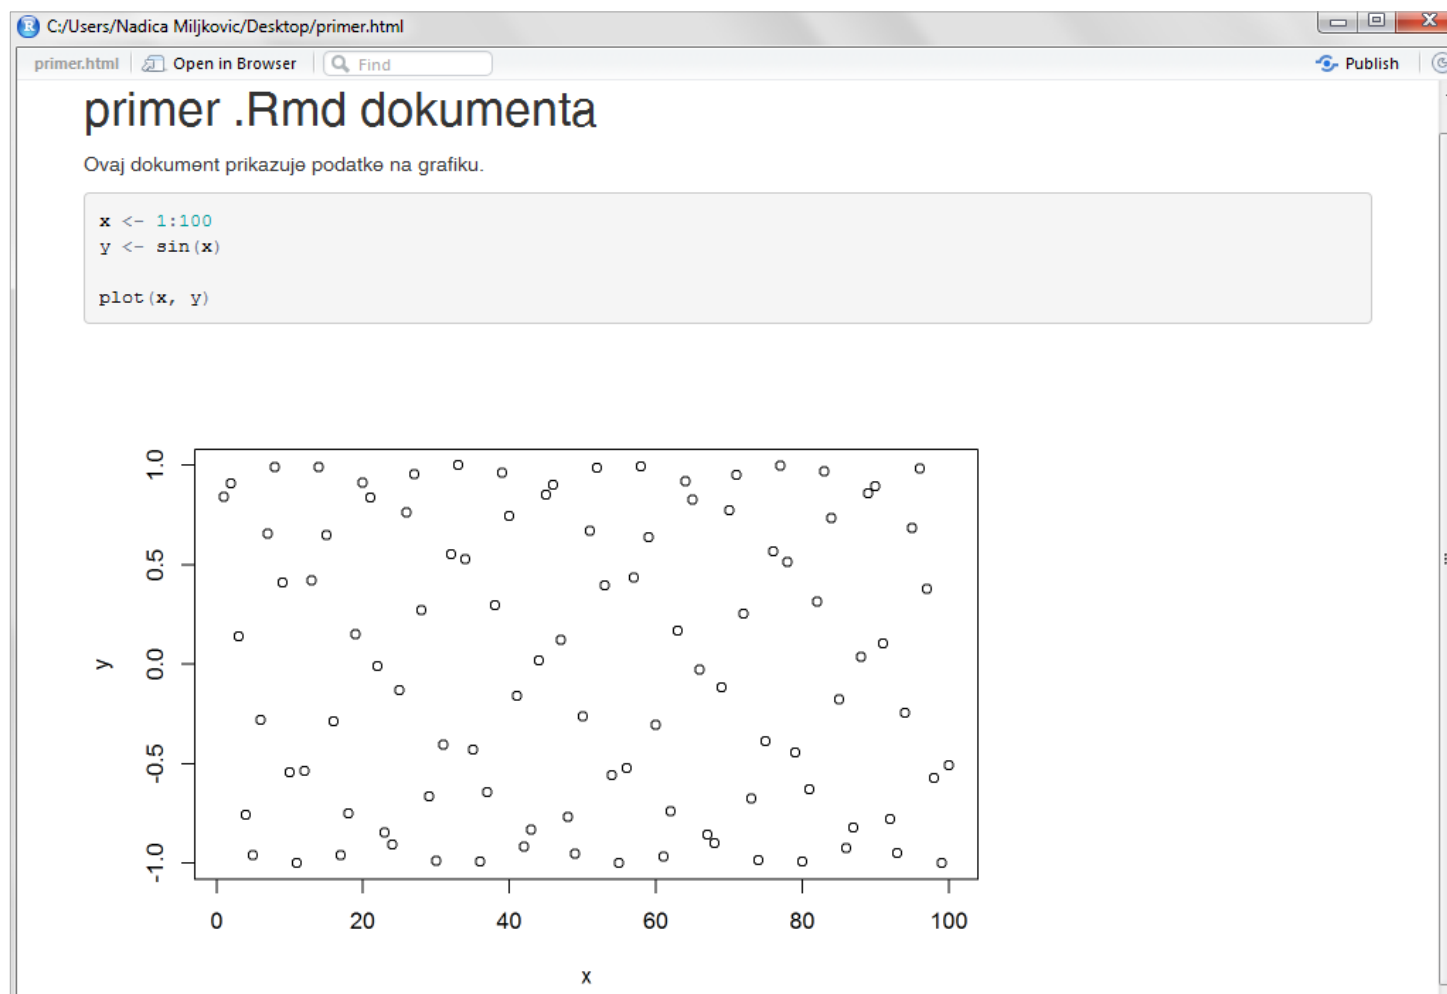 C:/Users/Nadica Miljkovic/Desktop/primer.html
primer.html Open in Browser Find Publish
primer .Rmd dokumenta
Ovaj dokument prikazuje podatke na grafiku.
x <- 1:100
y <- sin(x)
plot(x, y)
1.0
0.5
0.0
-0.5
-1.0
y
0 20 40 60 80 100
x